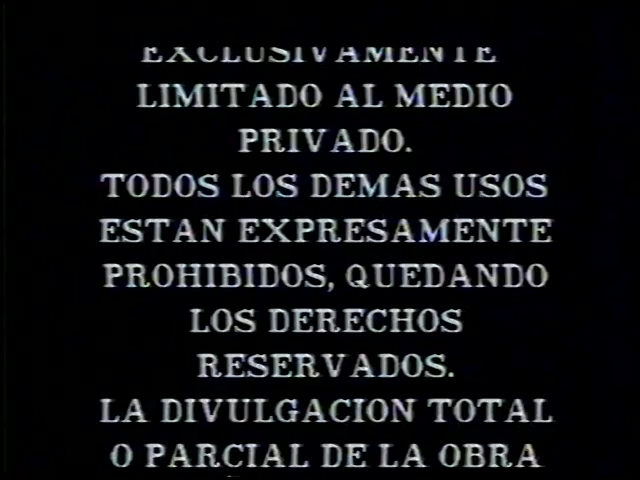 EXCLUSIVAMENTE
LIMITADO AL MEDIO
PRIVADO.
TODOS LOS DEMAS USOS
ESTAN EXPRESAMENTE
PROHIBIDOS, QUEDANDO
LOS DERECHOS
RESERVADOS.
LA DIVULGACION TOTAL
O PARCIAL DE LA OBRA